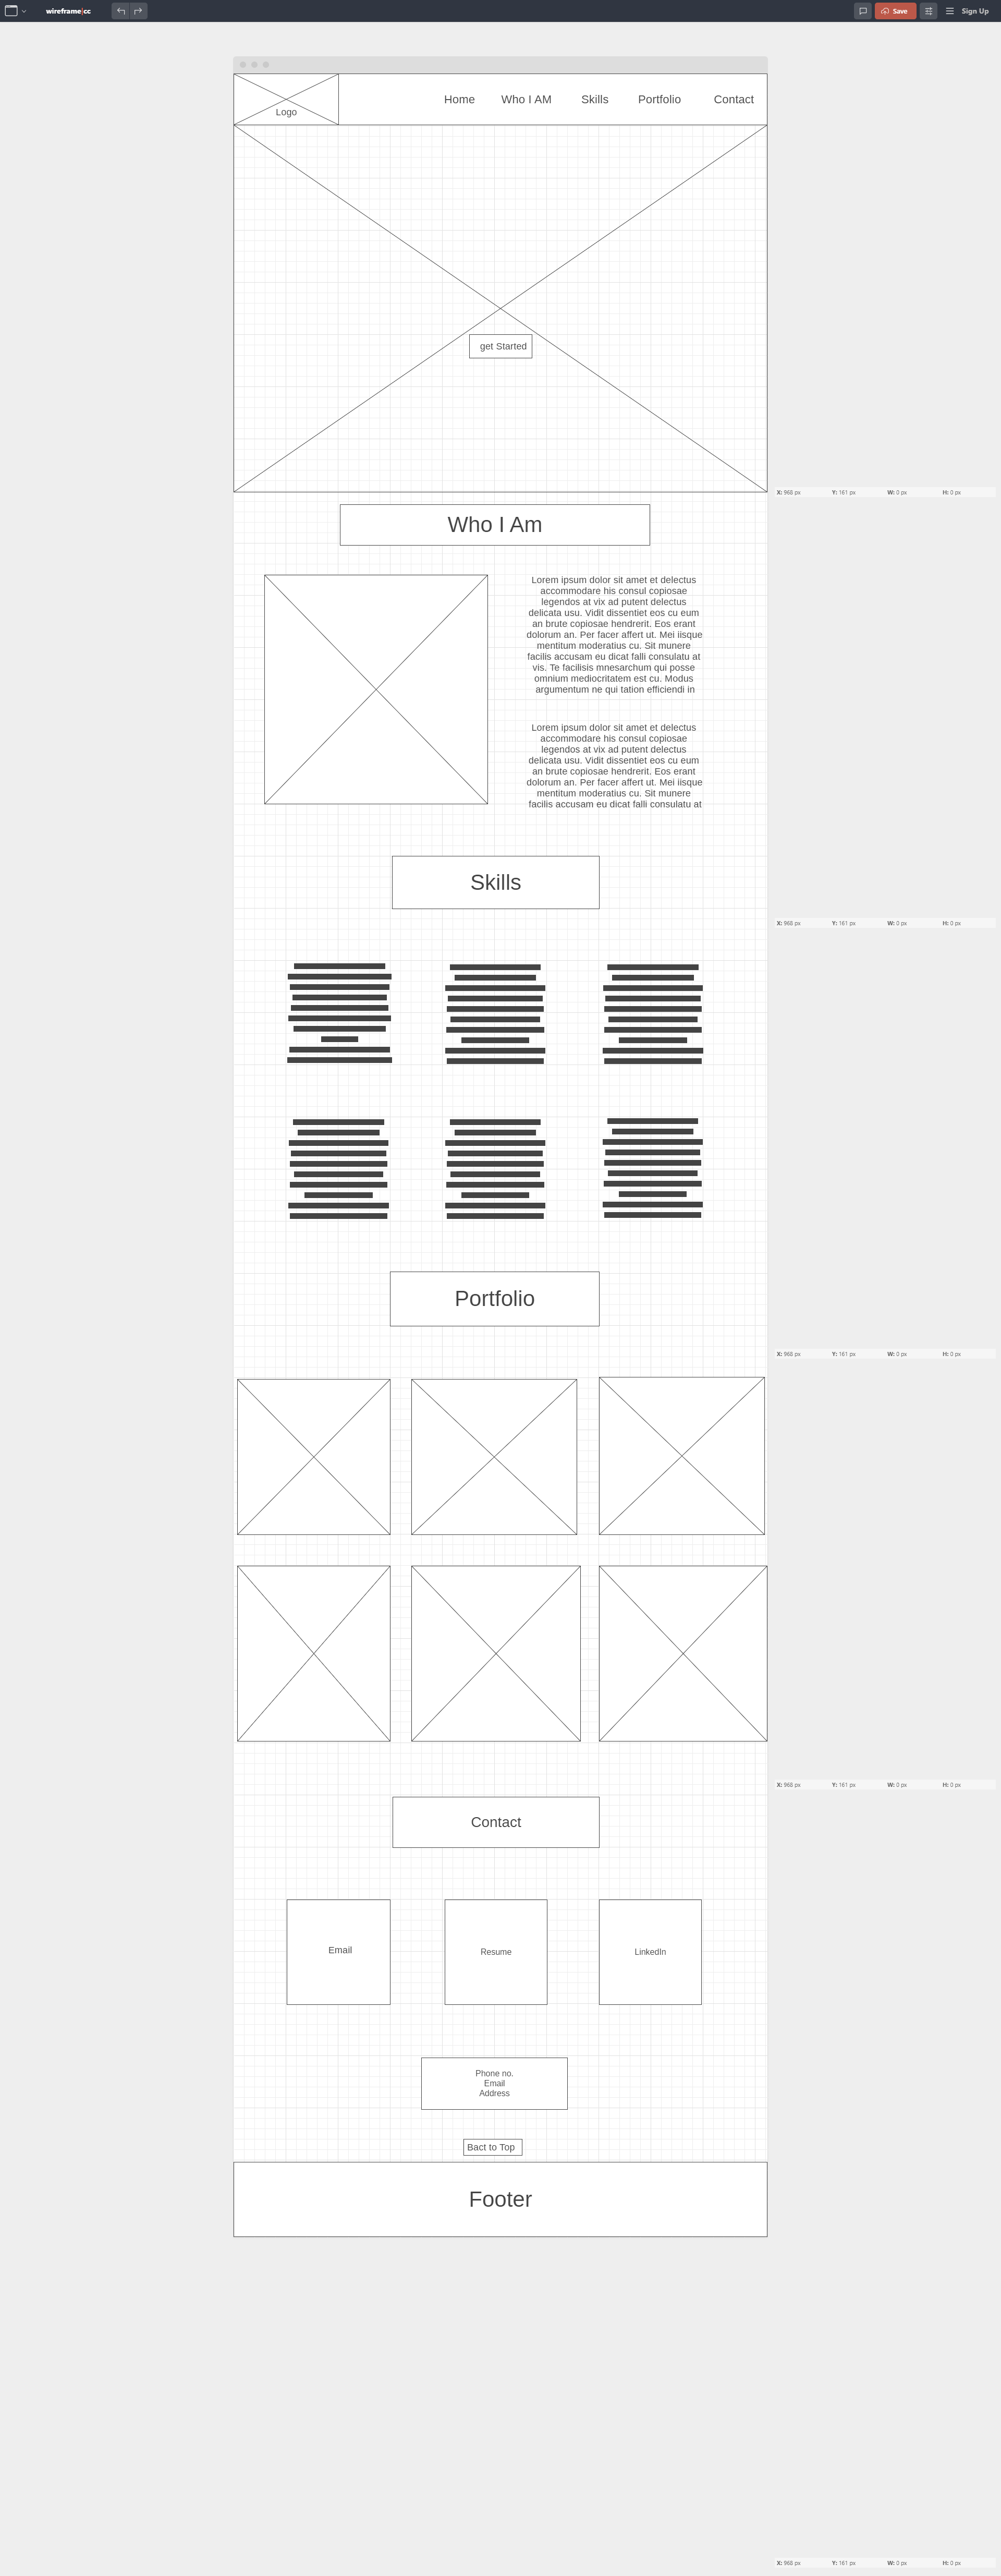 wireframe|cc
Save
Sign Up
Logo
Home Who I AM Skills Portfolio Contact
get Started
X: 968 px Y: 161 px W: 0 px H: 0 px
Who I Am
Lorem ipsum dolor sit amet et delectus
accommodare his consul copiosae
legendos at vix ad putent delectus
delicata usu. Vidit dissentiet eos cu eum
an brute copiosae hendrerit. Eos erant
dolorum an. Per facer affert ut. Mei iisque
mentitum moderatius cu. Sit munere
facilis accusam eu dicat falli consulatu at
vis. Te facilisis mnesarchum qui posse
omnium mediocritatem est cu. Modus
argumentum ne qui tation efficiendi in
Lorem ipsum dolor sit amet et delectus
accommodare his consul copiosae
legendos at vix ad putent delectus
delicata usu. Vidit dissentiet eos cu eum
an brute copiosae hendrerit. Eos erant
dolorum an. Per facer affert ut. Mei iisque
mentitum moderatius cu. Sit munere
facilis accusam eu dicat falli consulatu at
Skills
X: 968 px Y: 161 px W: 0 px H: 0 px
Portfolio
X: 968 px Y: 161 px W: 0 px H: 0 px
X: 968 px Y: 161 px W: 0 px H: 0 px
Contact
Email
Resume
LinkedIn
Phone no.
Email
Address
Bact to Top
Footer
X: 968 px Y: 161 px W: 0 px H: 0 px